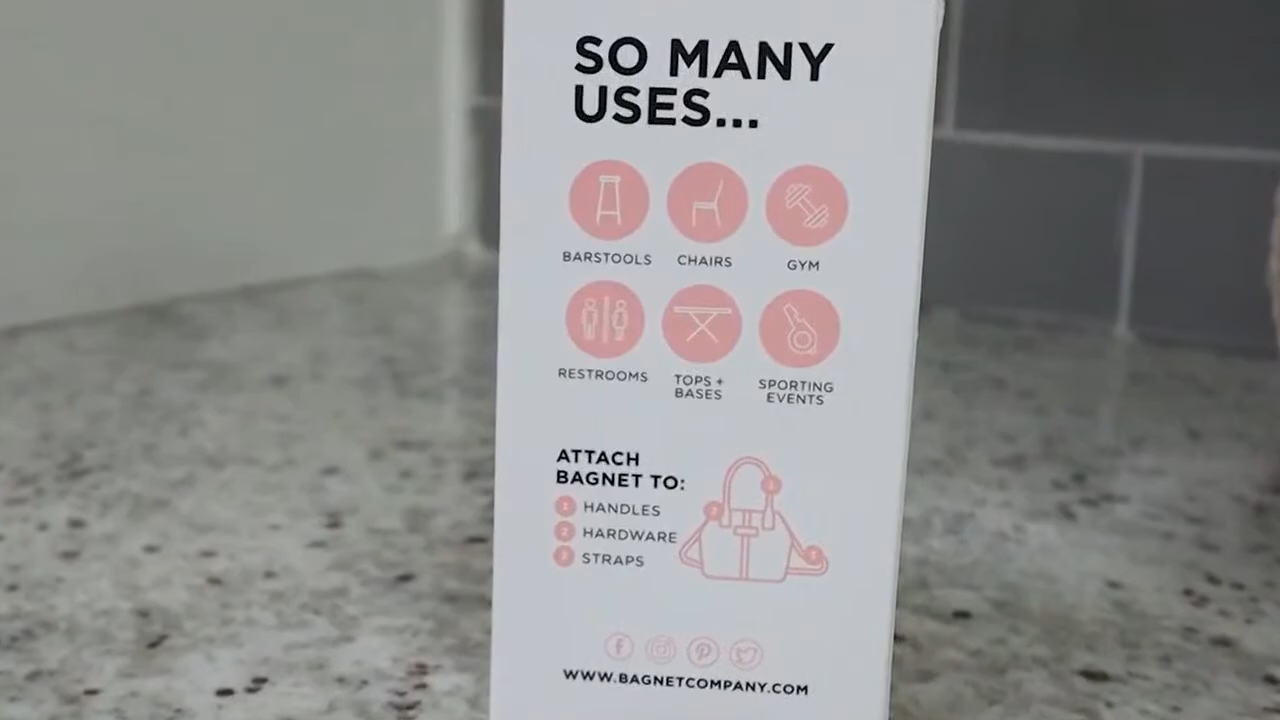 SO MANY
USES...
BARSTOOLS
CHAIRS
GYM
RESTROOMS
TOPS +
BASES
SPORTING
EVENTS
ATTACH
BAGNET TO:
1 HANDLES
2 HARDWARE
3 STRAPS
WWW.BAGNETCOMPANY.COM